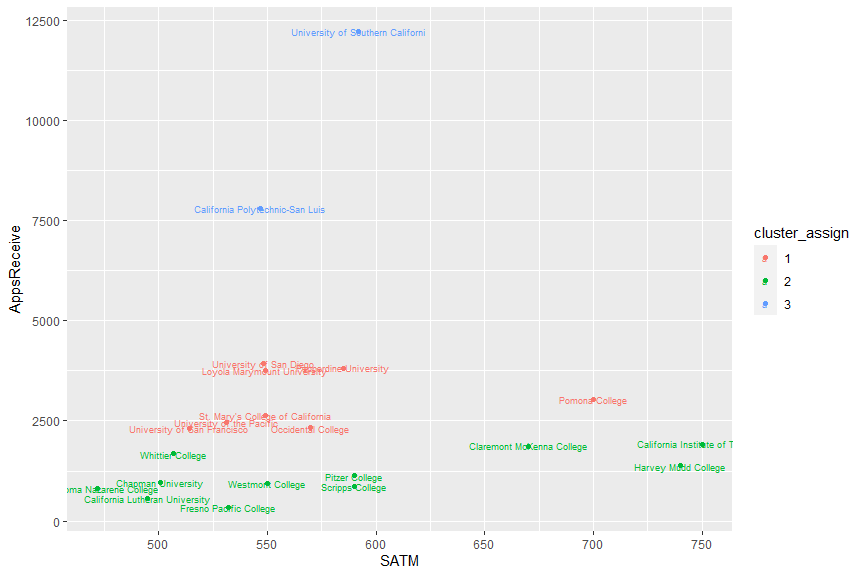 12500
10000
7500
5000
2500
0
AppsReceive
University of Southern Californi
California Polytechnic-San Luis
University of San Diego
Pepperdine University
Loyola Marymount University
Pomona College
St. Mary's College of California
University of the Pacific
University of San Francisco
Occidental College
Claremont McKenna College
California Institute of T
Whittier College
Harvey Mudd College
Pitzer College
Chapman University
Westmont College
Scripps College
oma Nazarene College
California Lutheran University
Fresno Pacific College
500
550
600
650
700
750
SATM
cluster_assign
1
2
3